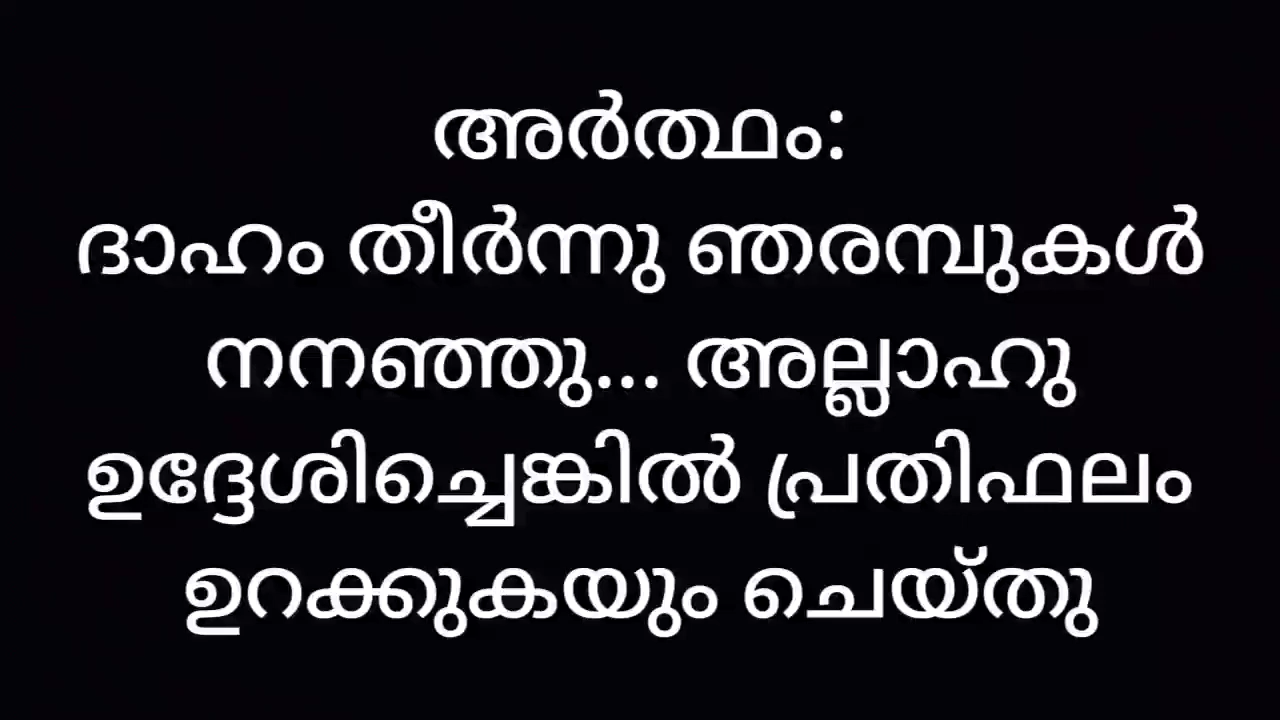 അർത്ഥം:
ദാഹം തീർന്നു ഞരമ്പുകൾ
നനഞ്ഞു... അല്ലാഹു
ഉദ്ദേശിച്ചെങ്കിൽ പ്രതിഫലം
ഉറക്കുകയും ചെയ്തു